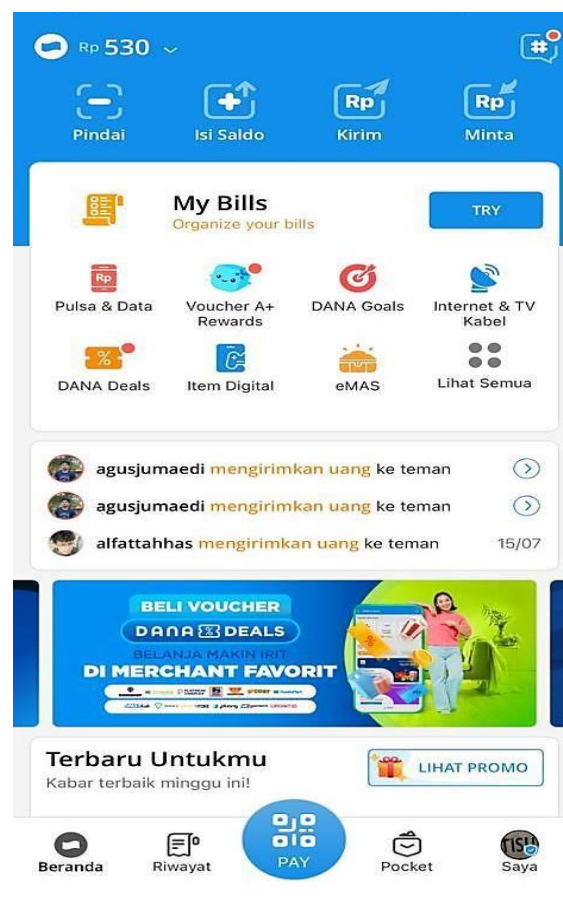 Rp 530
#
Pindai
Isi Saldo
Rp
Kirim
Rp
Minta
My Bills
Organize your bills
TRY
Rp
Pulsa & Data
Voucher A+
Rewards
DANA Goals
Internet & TV
Kabel
%
DANA Deals
Item Digital
eMAS
Lihat Semua
agusjumaedi mengirimkan uang ke teman
agusjumaedi mengirimkan uang ke teman
alfattahhas mengirimkan uang ke teman 15/07
BELI VOUCHER
DANA DEALS
BELANJA MAKIN IRIT
DI MERCHANT FAVORIT
Terbaru Untukmu
Kabar terbaik minggu ini!
LIHAT PROMO
Beranda
Riwayat
PAY
Pocket
Saya